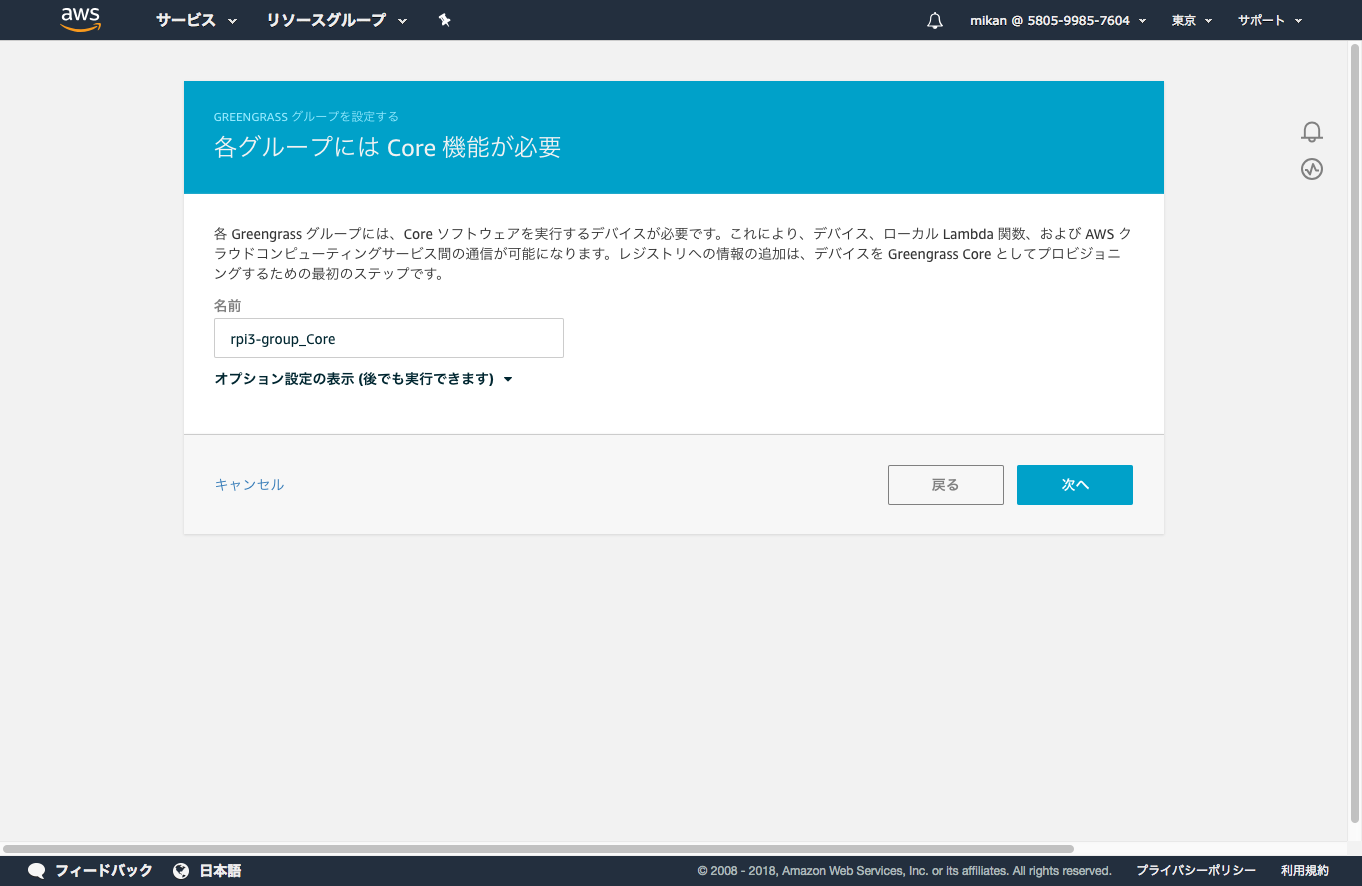 aws サービス リソースグループ mikan @ 5805-9985-7604 東京 サポート
GREENGRASS グループを設定する
各グループには Core 機能が必要
各 Greengrass グループには、Core ソフトウェアを実行するデバイスが必要です。これにより、デバイス、ローカル Lambda 関数、および AWS ク
ラウドコンピューティングサービス間の通信が可能になります。レジストリへの情報の追加は、デバイスを Greengrass Core としてプロビジョニ
ングするための最初のステップです。
名前
rpi3-group_Core
オプション設定の表示 (後でも実行できます)
キャンセル 戻る 次へ
フィードバック 日本語 © 2008 - 2018, Amazon Web Services, Inc. or its affiliates. All rights reserved. プライバシーポリシー 利用規約